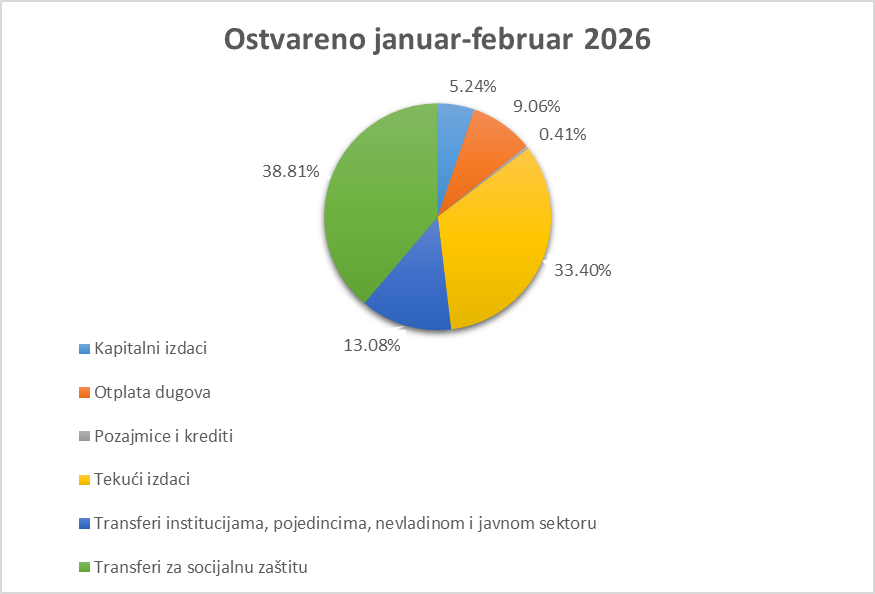 Ostvareno januar-februar 2026
5.24%
9.06%
0.41%
38.81%
33.40%
13.08%
Kapitalni izdaci
Otplata dugova
Pozajmice i krediti
Tekući izdaci
Transferi institucijama, pojedincima, nevladinom i javnom sektoru
Transferi za socijalnu zaštitu